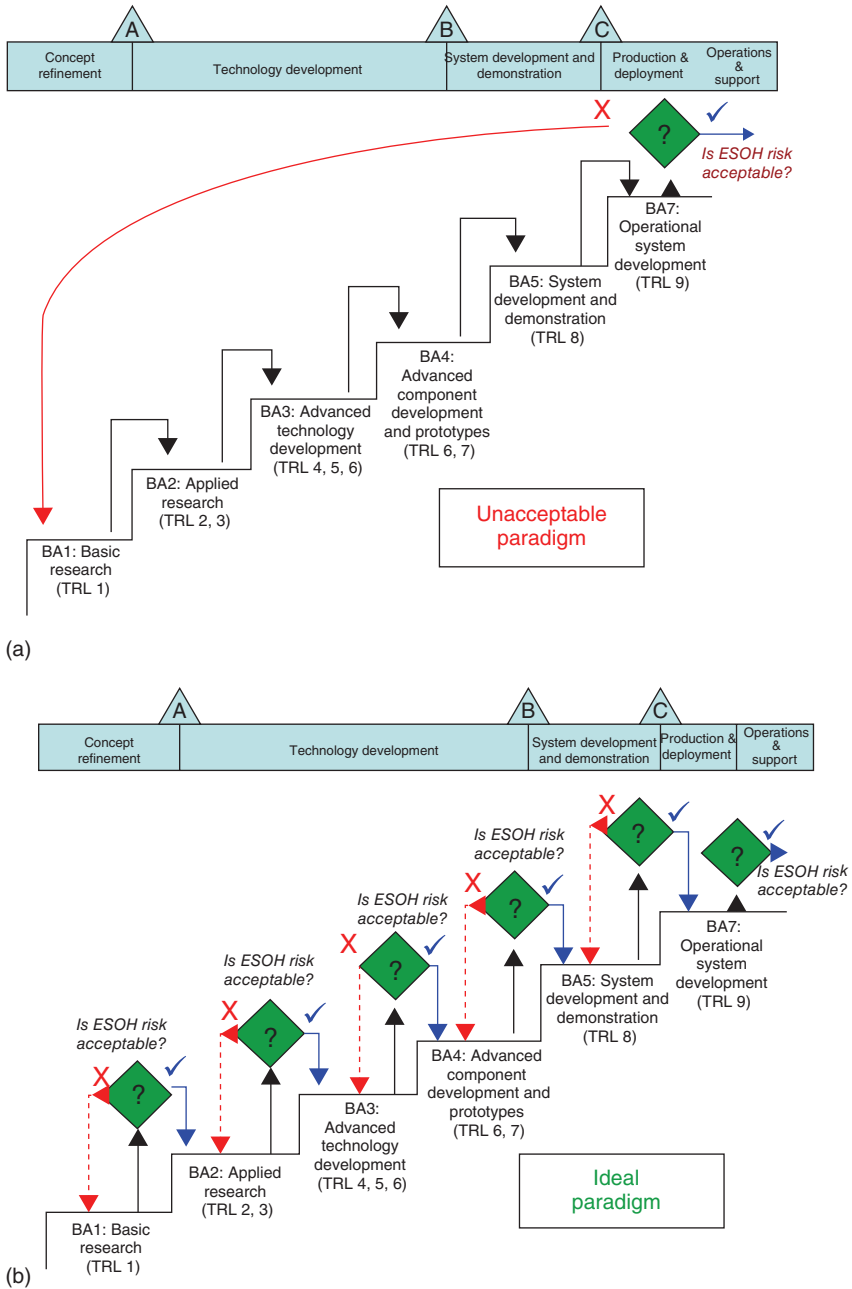 A
B
C
Concept
refinement
Technology development
System development and
demonstration
Production &
deployment
Operations
&
support
X
✓
?
Is ESOH risk
acceptable?
BA7:
Operational
system
development
(TRL 9)
BA5: System
development and
demonstration
(TRL 8)
BA4:
Advanced
component
development
and prototypes
(TRL 6, 7)
BA3: Advanced
technology
development
(TRL 4, 5, 6)
BA2: Applied
research
(TRL 2, 3)
BA1: Basic
research
(TRL 1)
Unacceptable
paradigm
(a)
A
B
C
Concept
refinement
Technology development
System development
and demonstration
Production &
deployment
Operations
&
support
X
?
✓
Is ESOH risk
acceptable?
X
?
✓
?
✓
Is ESOH risk
acceptable?
BA7:
Operational
system
development
(TRL 9)
Is ESOH risk
acceptable?
X
?
✓
BA5: System
development and
demonstration
(TRL 8)
Is ESOH risk
acceptable?
X
?
✓
BA4: Advanced
component
development and
prototypes
(TRL 6, 7)
Is ESOH risk
acceptable?
X
?
✓
BA3:
Advanced
technology
development
(TRL 4, 5, 6)
BA2: Applied
research
(TRL 2, 3)
BA1: Basic
research
(TRL 1)
Ideal
paradigm
(b)